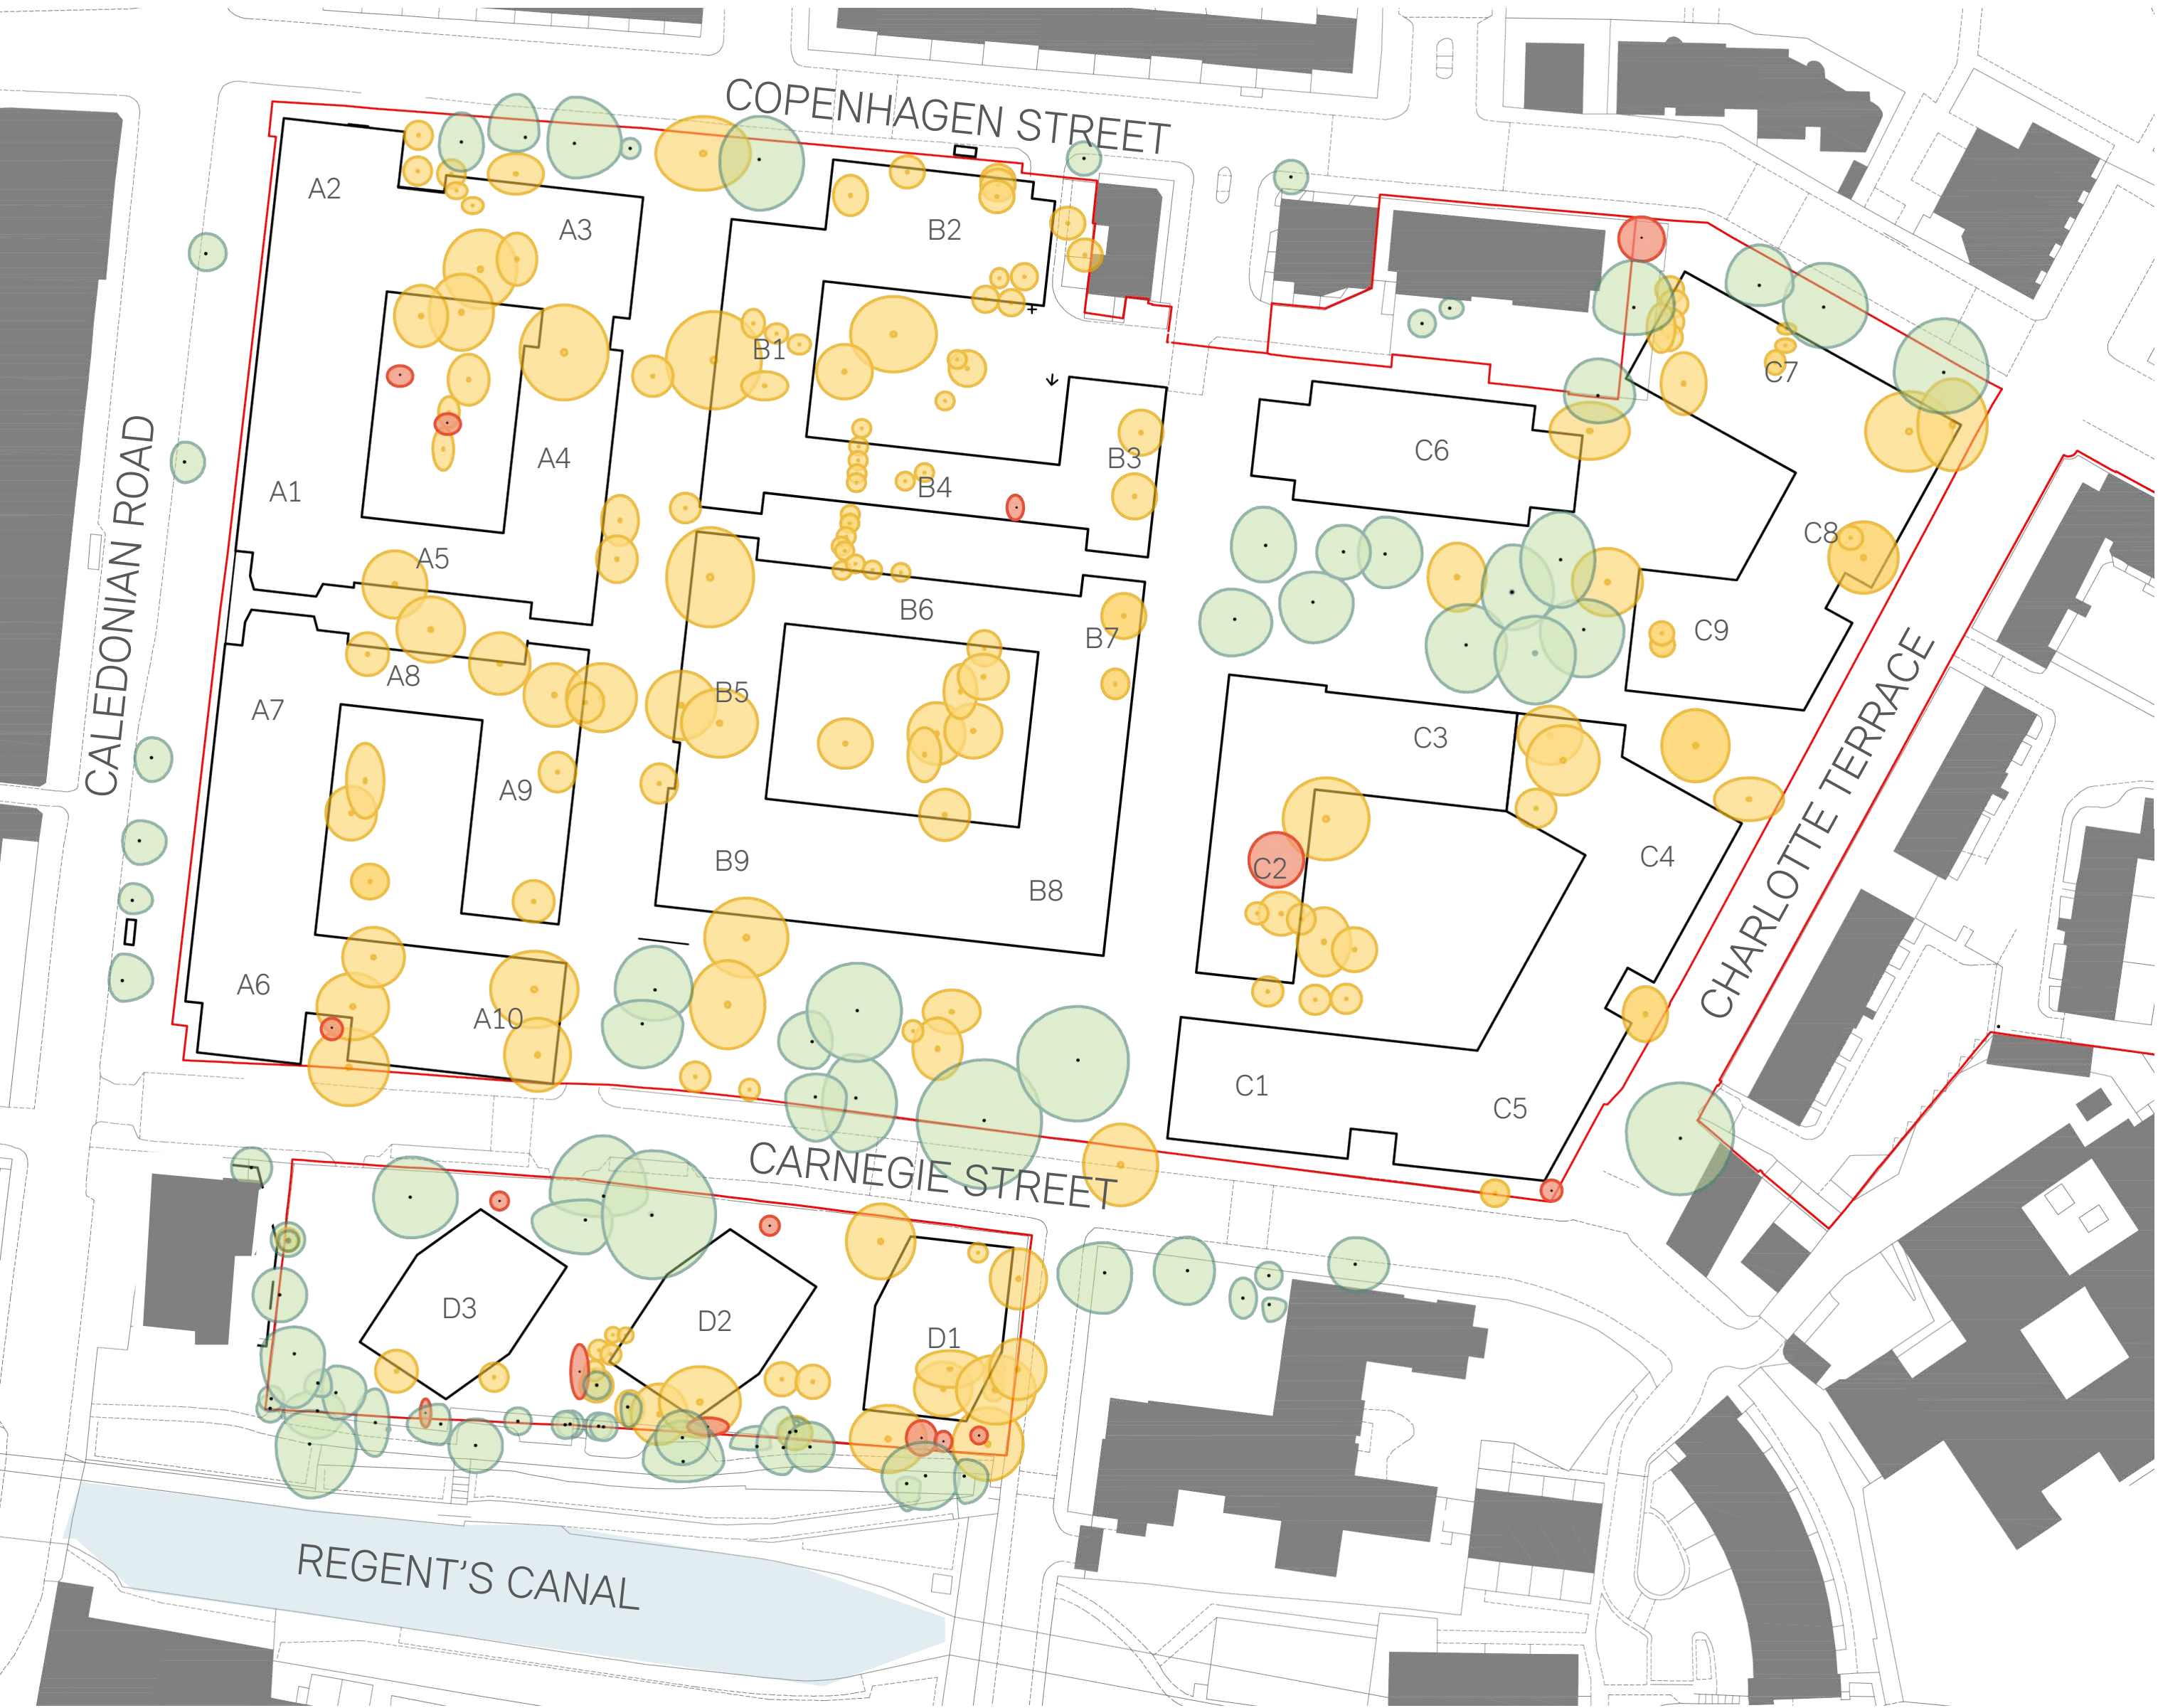 COPENHAGEN STREET
A2
A3
B2
B1
C7
A4
B3
C6
A1
B4
C8
A5
B6
B7
C9
A8
B5
A7
C3
A9
B9
C2
C4
B8
A6
A10
C1
C5
CALEDONIAN ROAD
CHARLOTTE TERRACE
CARNEGIE STREET
D3
D2
D1
REGENT'S CANAL